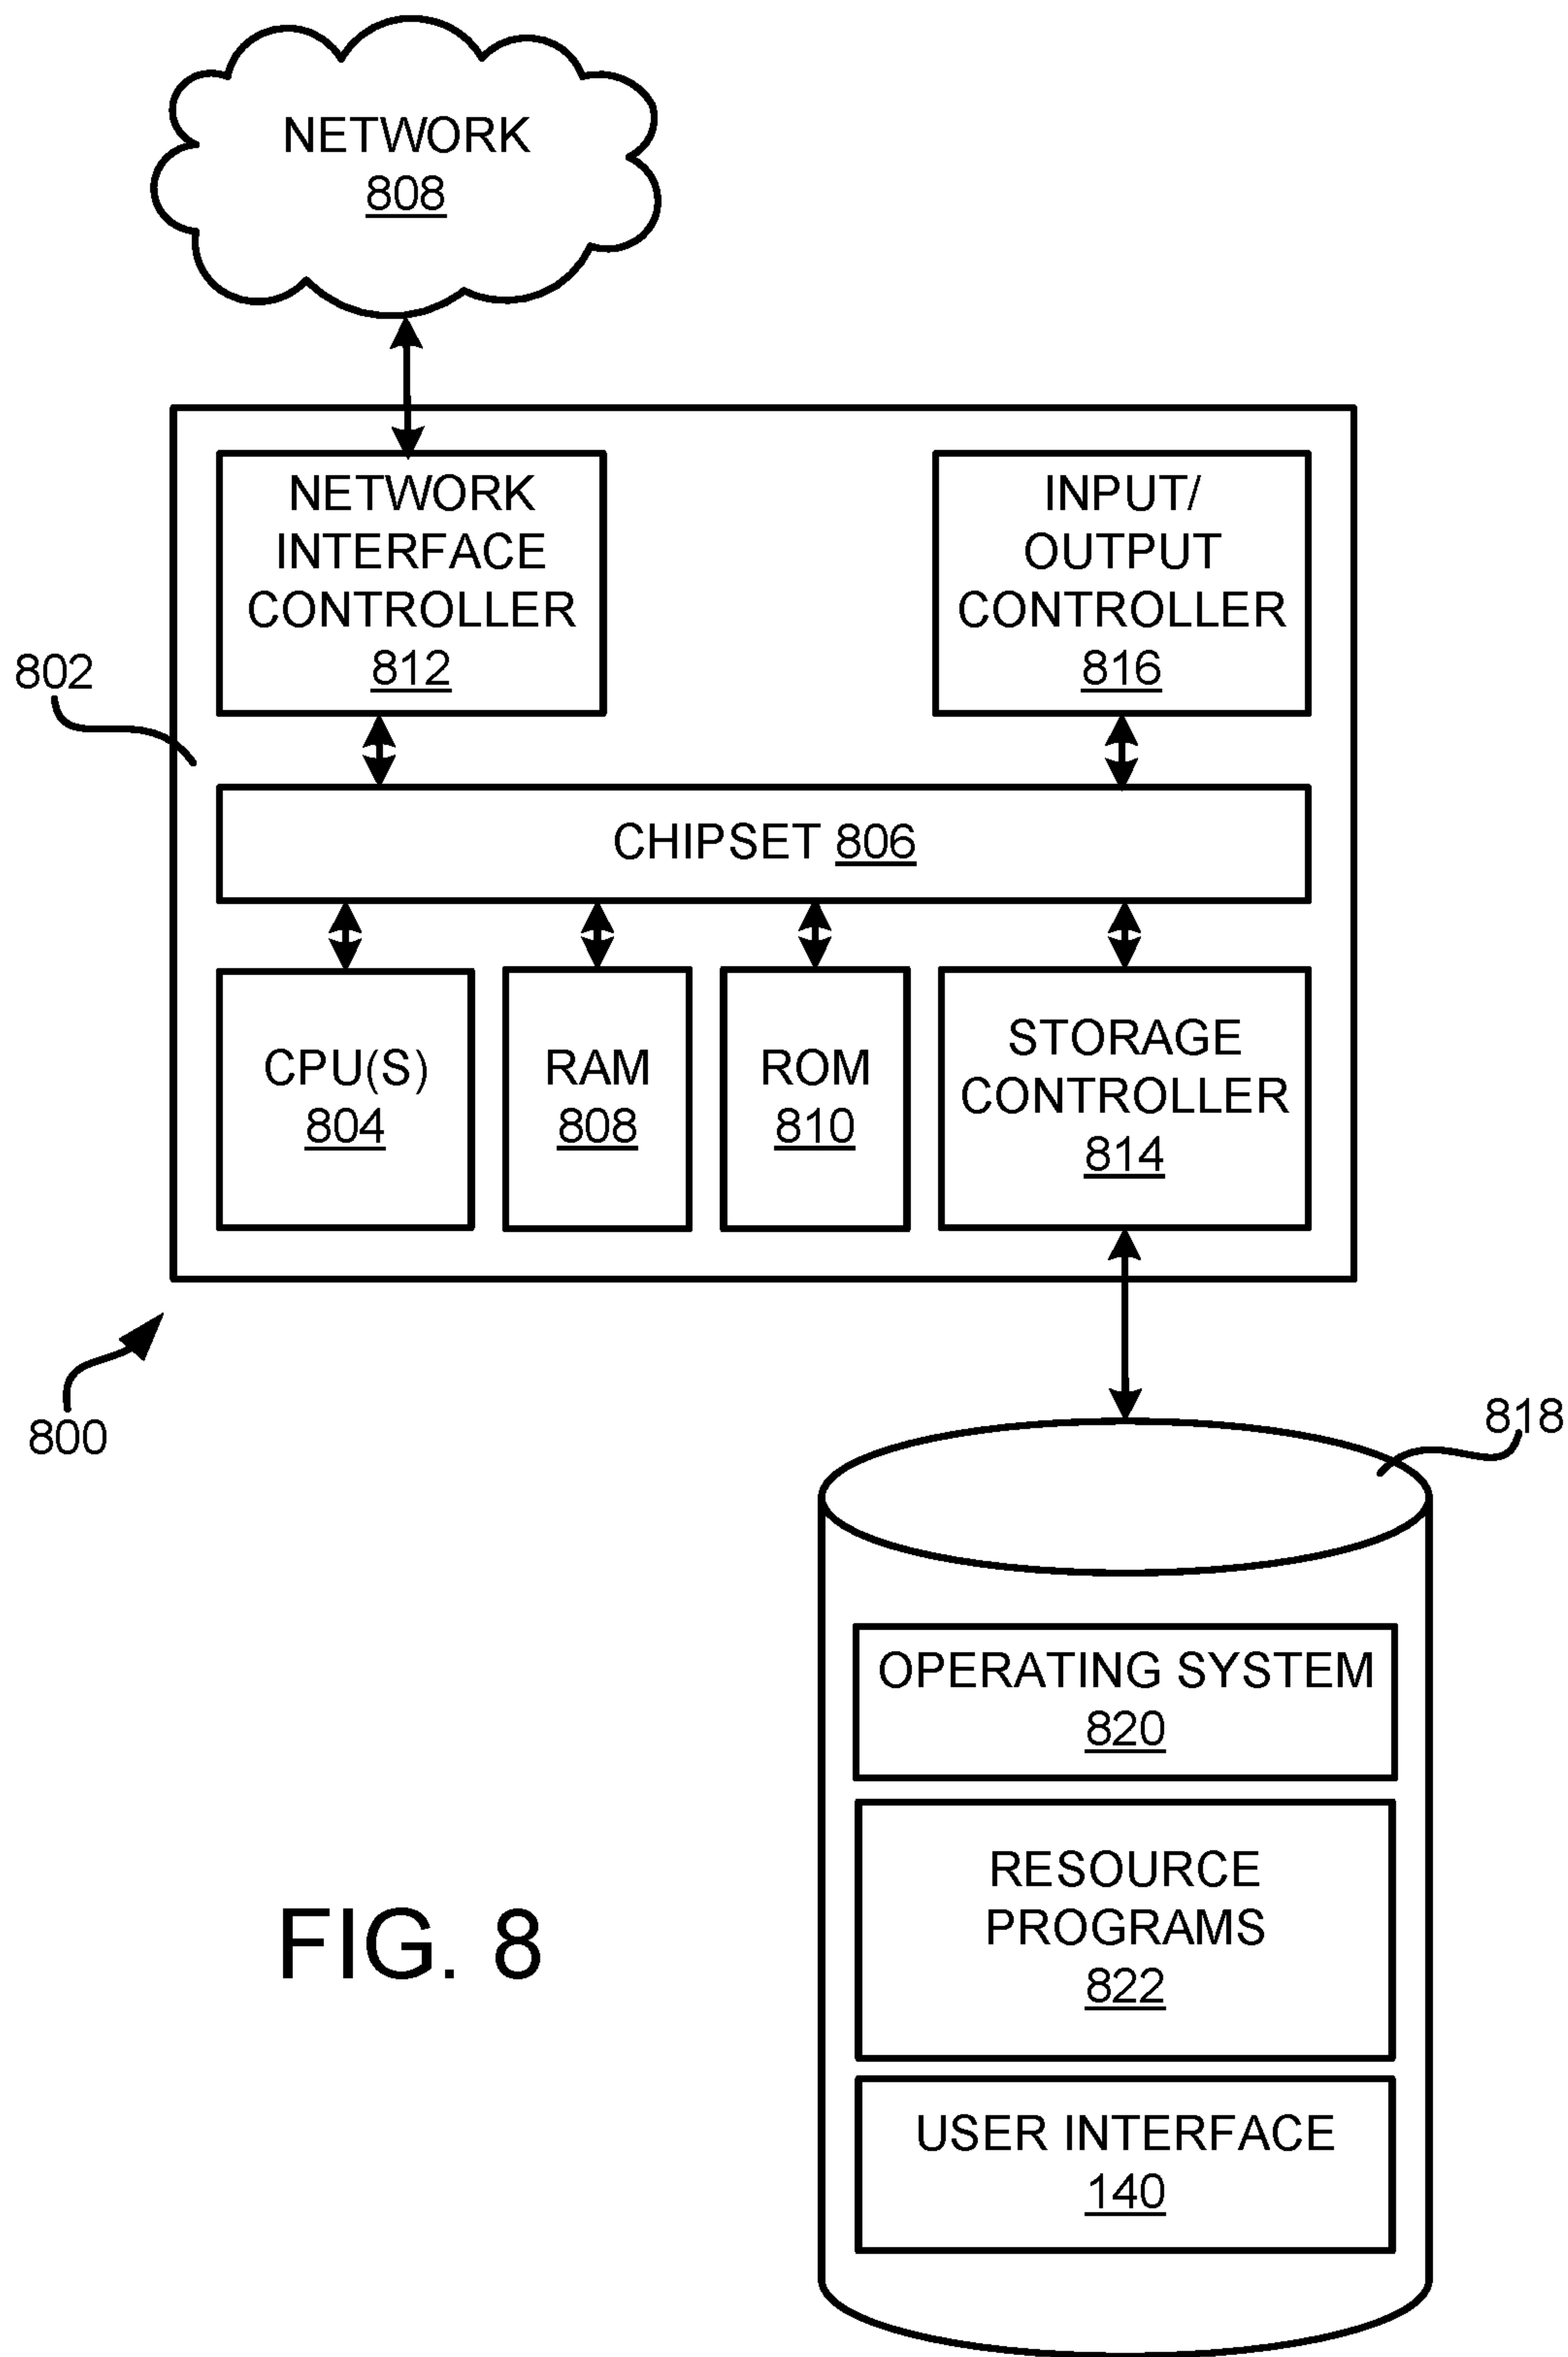 NETWORK
808
NETWORK
INTERFACE
CONTROLLER
812
INPUT/
OUTPUT
CONTROLLER
816
802
CHIPSET 806
CPU(S)
804
RAM
808
ROM
810
STORAGE
CONTROLLER
814
800
818
OPERATING SYSTEM
820
RESOURCE
PROGRAMS
822
USER INTERFACE
140
FIG. 8